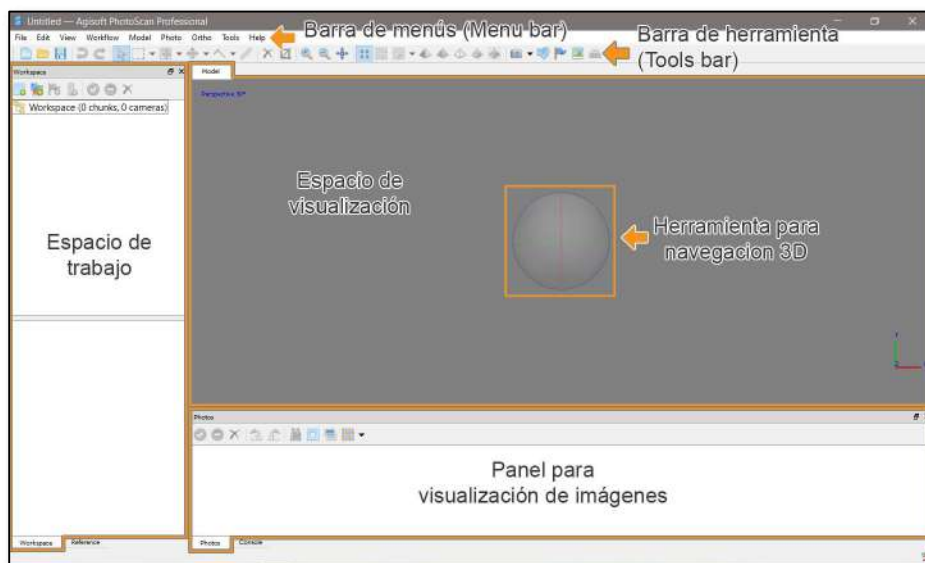 Untitled — Agisoft PhotoScan Professional
File Edit View Workflow Model Photo Ortho Tools Help
Barra de menús (Menu bar)
Barra de herramienta
(Tools bar)
Workspace
Model
Workspace (0 chunks, 0 cameras)
Perspective 30°
Espacio de
visualización
Herramienta para
navegacion 3D
Espacio de
trabajo
Y
Z
Photos
Panel para
visualización de imágenes
Workspace Reference
Photos Console